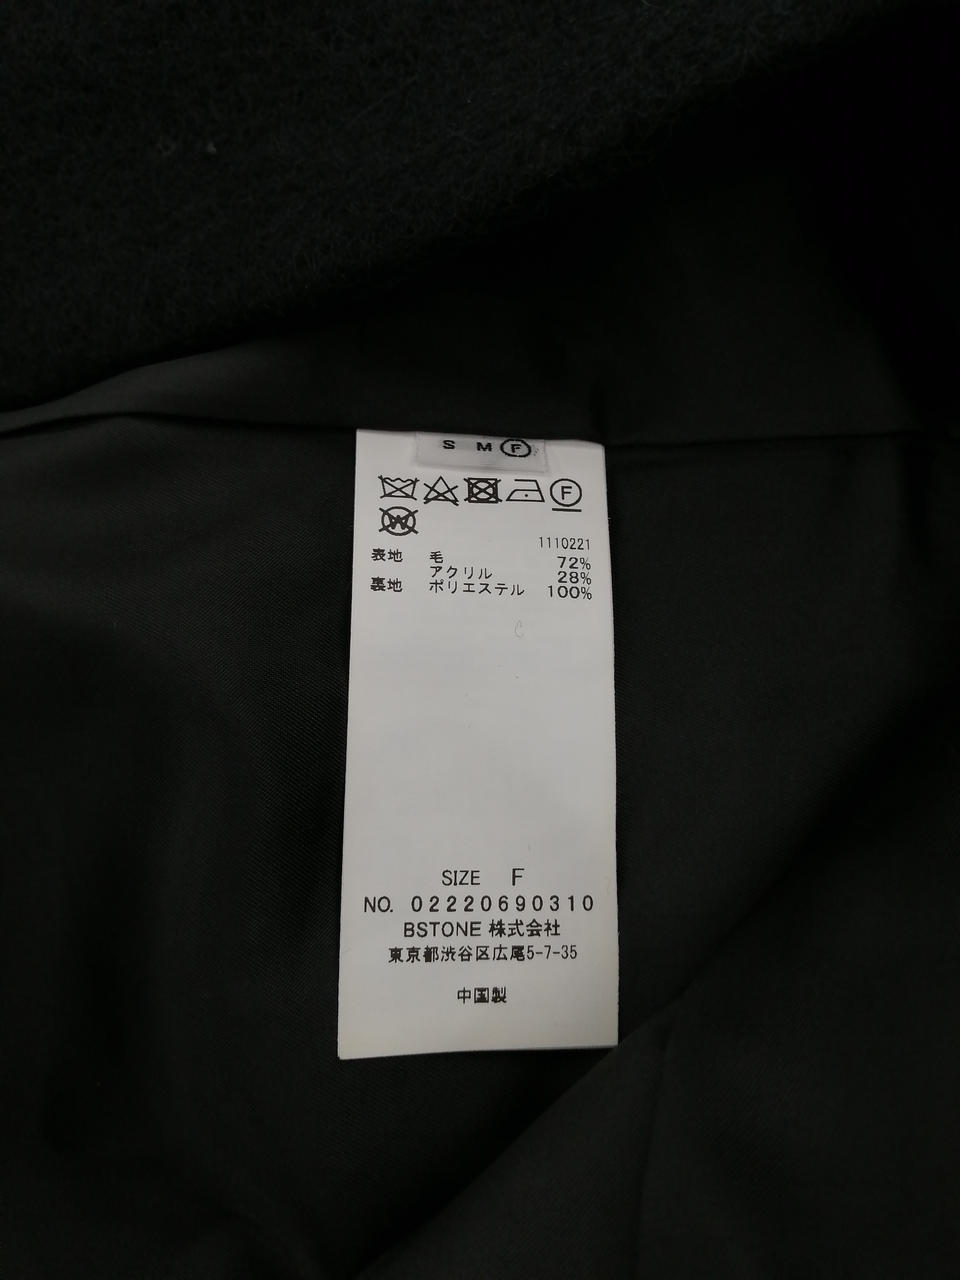 S M F
F
W
1110221
表地 毛 72%
アクリル 28%
裏地 ポリエステル 100%
SIZE F
NO. 02220690310
BSTONE 株式会社
東京都渋谷区広尾5-7-35
中国製